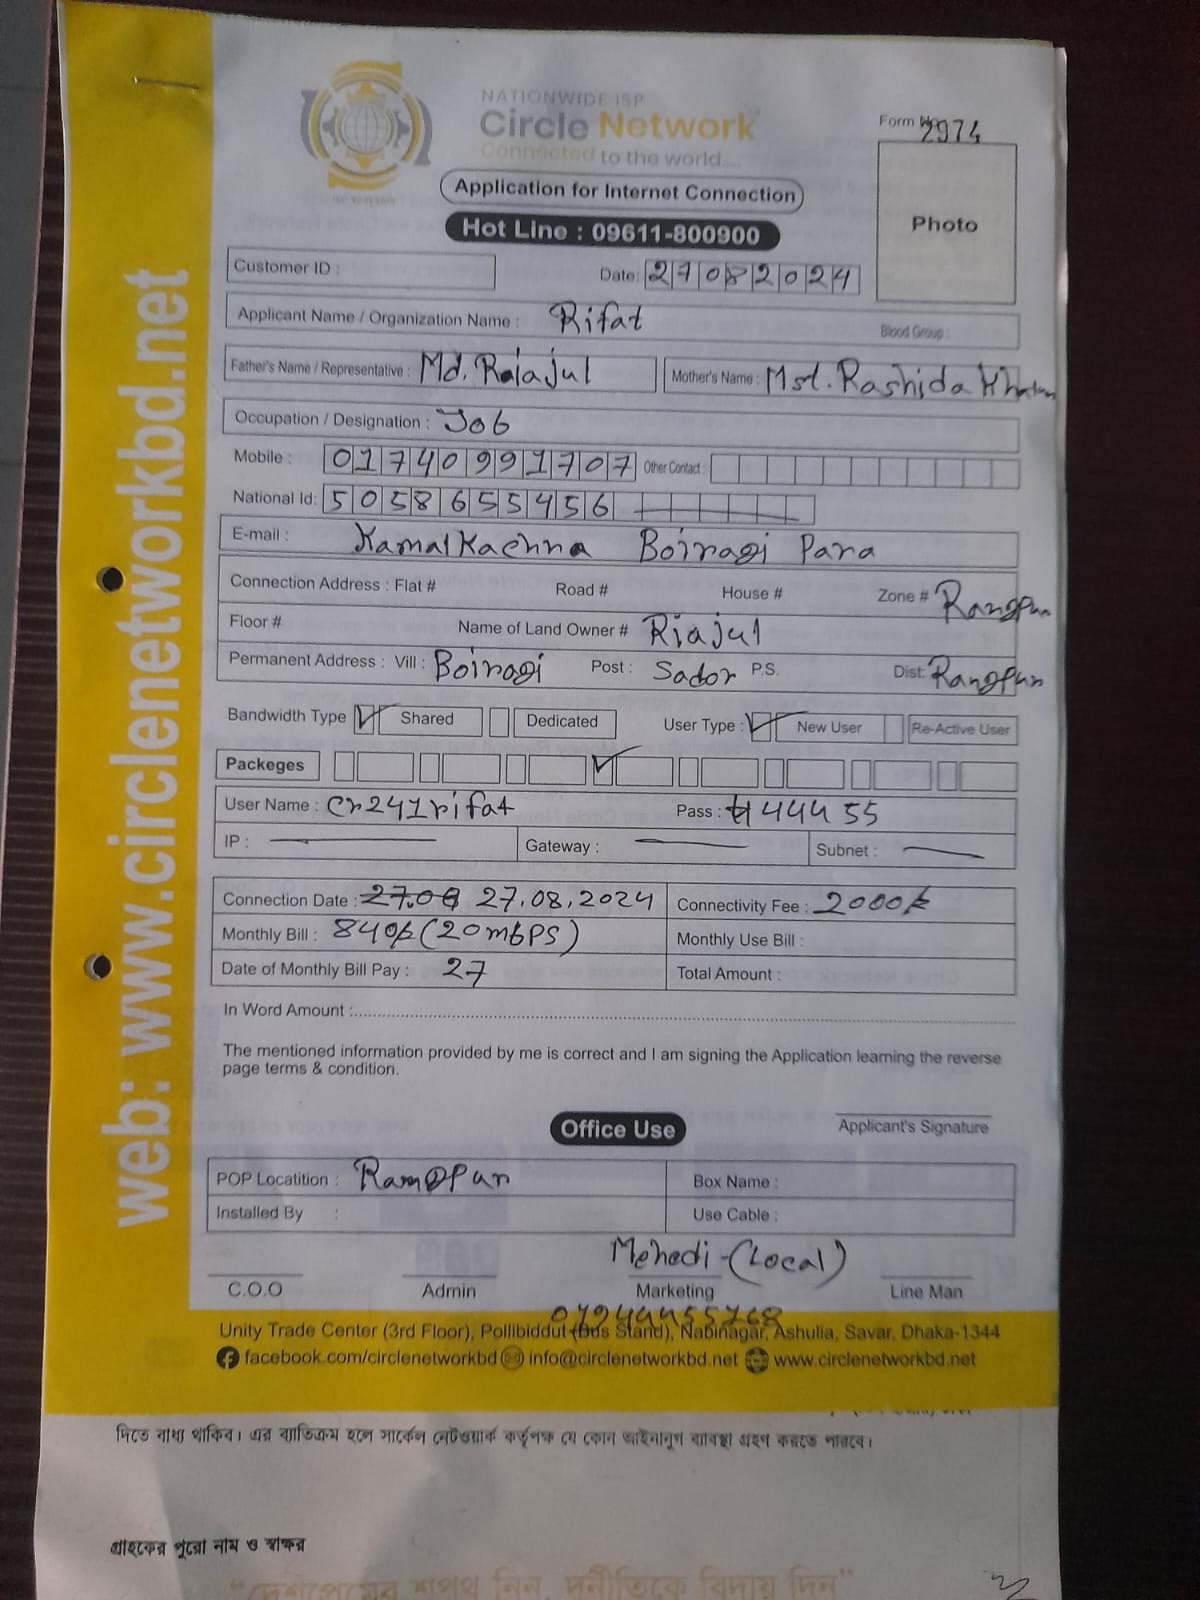 web: www.circlenetworkbd.net
NATIONWIDE ISP
Circle Network
Connected to the world....
Form No 2974
Photo
Application for Internet Connection
Hot Line : 09611-800900
Customer ID :
Date: 27082024
Applicant Name / Organization Name : Rifat Blood Group :
Father's Name / Representative : Md. Raiajul Mother's Name : Mst. Rashida Khatun
Occupation / Designation : Job
Mobile : 01740991707 Other Contact :
National Id: 5058655456
E-mail : Kamal Kachna Boiragi Para
Connection Address : Flat # Road # House # Zone # Rangpur
Floor # Name of Land Owner # Riajul
Permanent Address : Vill : Boiragi Post : Sador P.S. Dist: Rangpur
Bandwidth Type Shared Dedicated User Type : New User Re-Active User
Packeges
User Name : Cr241rifat Pass : 44455
IP : Gateway : Subnet :
Connection Date : 27.08 27.08.2024 Connectivity Fee : 2000/-
Monthly Bill : 840/- (20mbps) Monthly Use Bill :
Date of Monthly Bill Pay : 27 Total Amount :
In Word Amount :
The mentioned information provided by me is correct and I am signing the Application learning the reverse
page terms & condition.
Office Use
Applicant's Signature
POP Locatition : Rangpur Box Name :
Installed By : Use Cable :
Mehedi-(Local)
C.O.O Admin Marketing Line Man
Unity Trade Center (3rd Floor), Pollibiddut (Bus Stand), Nabinagar, Ashulia, Savar, Dhaka-1344
facebook.com/circlenetworkbd info@circlenetworkbd.net www.circlenetworkbd.net
দিতে বাধ্য থাকিব। এর ব্যতিক্রম হলে সার্কেল নেটওয়ার্ক কর্তৃপক্ষ যে কোন আইনানুগ ব্যাবস্থা গ্রহণ করতে পারবে।
গ্রাহকের পুরো নাম ও স্বাক্ষর
"দেশপ্রেমের শপথ নিন, দুর্নীতিকে বিদায় দিন"